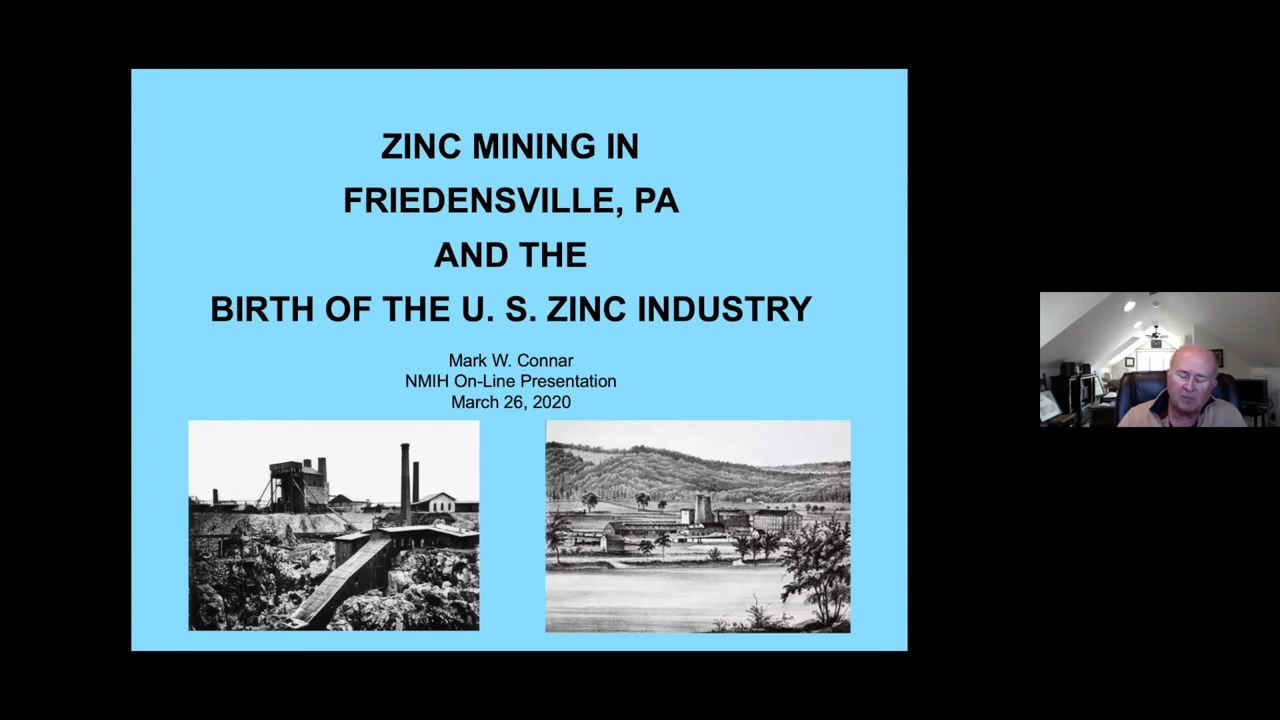 ZINC MINING IN
FRIEDENSVILLE, PA
AND THE
BIRTH OF THE U. S. ZINC INDUSTRY
Mark W. Connar
NMIH On-Line Presentation
March 26, 2020